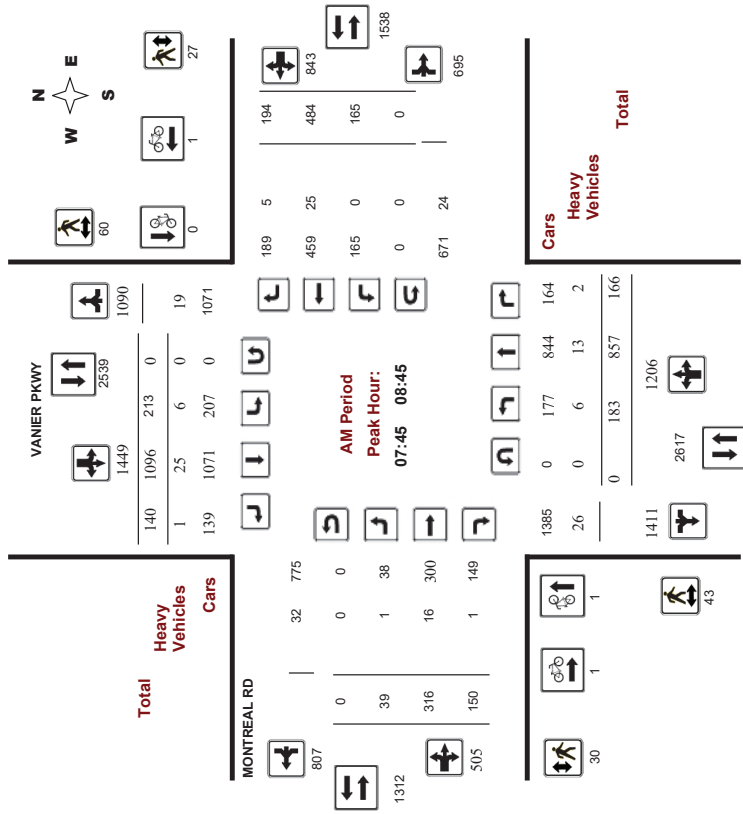 N
W E
S
27
1
60
0
VANIER PKWY
2539
1449
1090
140 1096 213 0
1 25 6 0 19
139 1071 207 0 1071
843
1538
695
189 5 194
459 25 484
165 0 165
0 0 0
671 24
Total
Heavy
Vehicles
Cars
AM Period
Peak Hour:
07:45 08:45
MONTREAL RD
807
1312
505
32 775
0 0 0
39 1 38
316 16 300
150 1 149
Cars
Heavy
Vehicles
Total
1385 0 177 844 164
26 0 6 13 2
0 183 857 166
1411
2617
1206
1
1
43
30